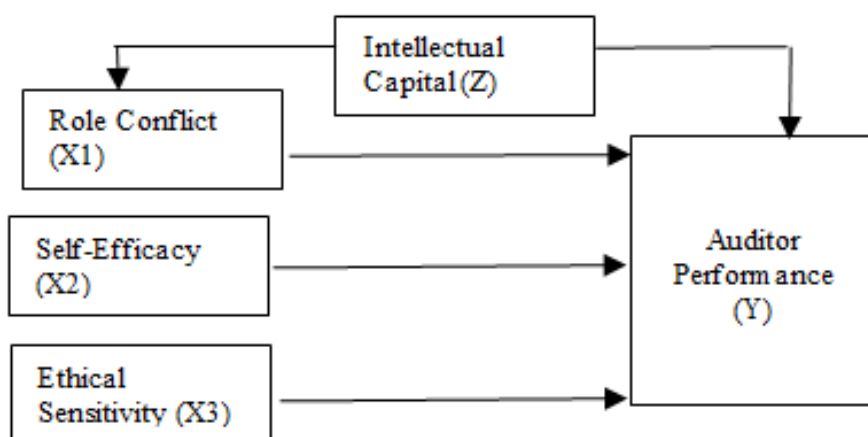 Intellectual
Capital (Z)
Role Conflict
(X1)
Self-Efficacy
(X2)
Ethical
Sensitivity (X3)
Auditor
Performance
(Y)